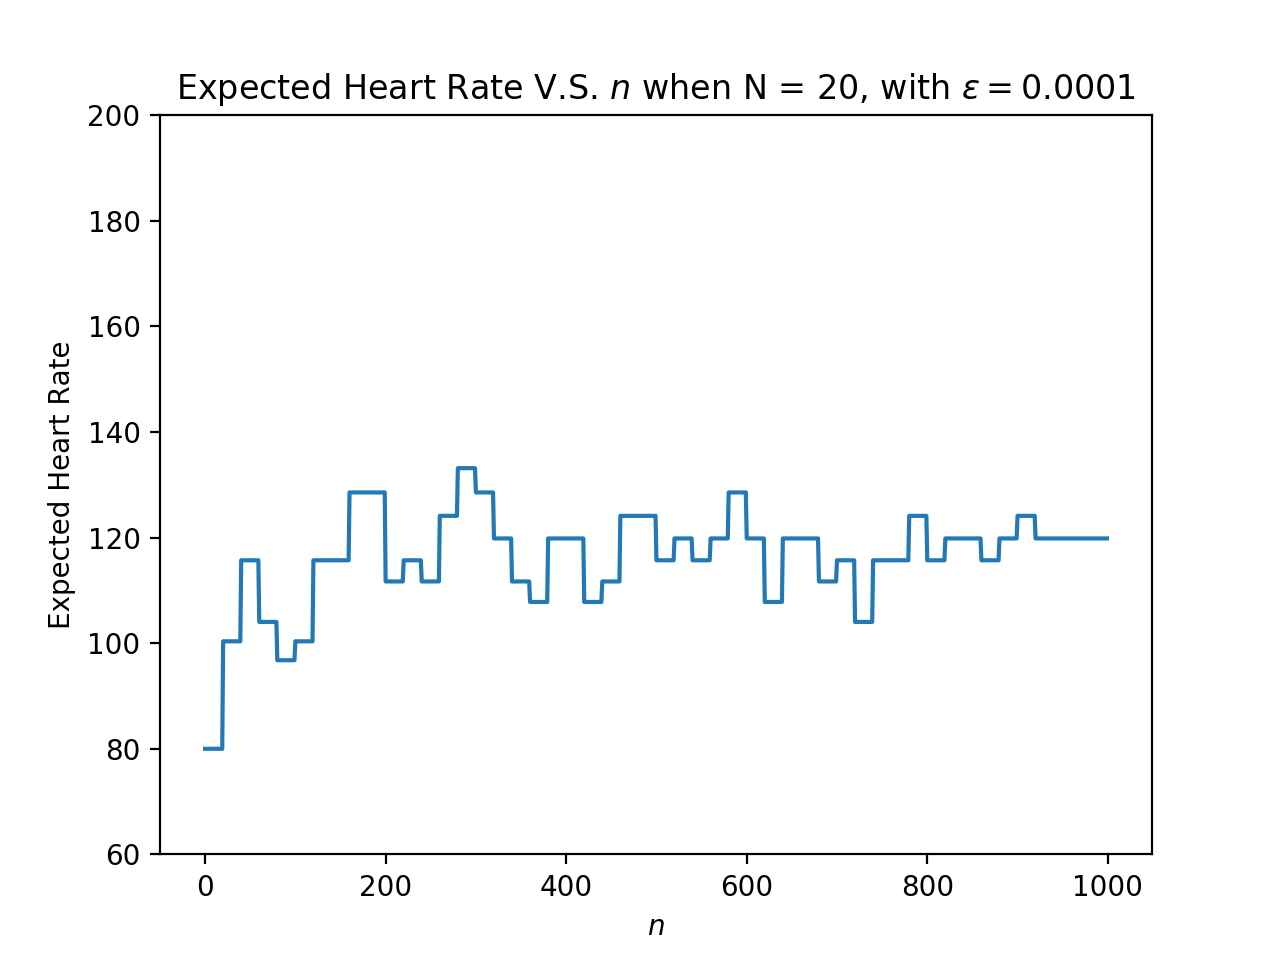 Expected Heart Rate V.S. n when N = 20, with ε = 0.0001
200
180
160
140
120
100
80
60
Expected Heart Rate
0 200 400 600 800 1000
n